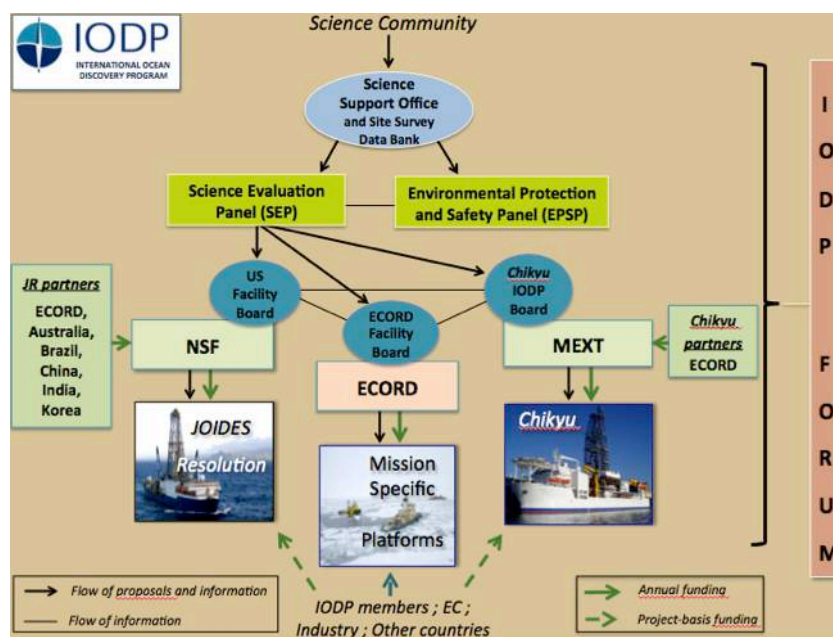 IODP
INTERNATIONAL OCEAN
DISCOVERY PROGRAM
Science Community
Science
Support Office
and Site Survey
Data Bank
Science Evaluation
Panel (SEP)
Environmental Protection
and Safety Panel (EPSP)
US
Facility
Board
ECORD
Facility
Board
Chikyu
IODP
Board
JR partners
ECORD,
Australia,
Brazil,
China,
India,
Korea
NSF
ECORD
MEXT
Chikyu
partners
ECORD
JOIDES
Resolution
Mission
Specific
Platforms
Chikyu
IODP members ; EC ;
Industry ; Other countries
Flow of proposals and information
Flow of information
Annual funding
Project-basis funding
I
O
D
P
F
O
R
U
M